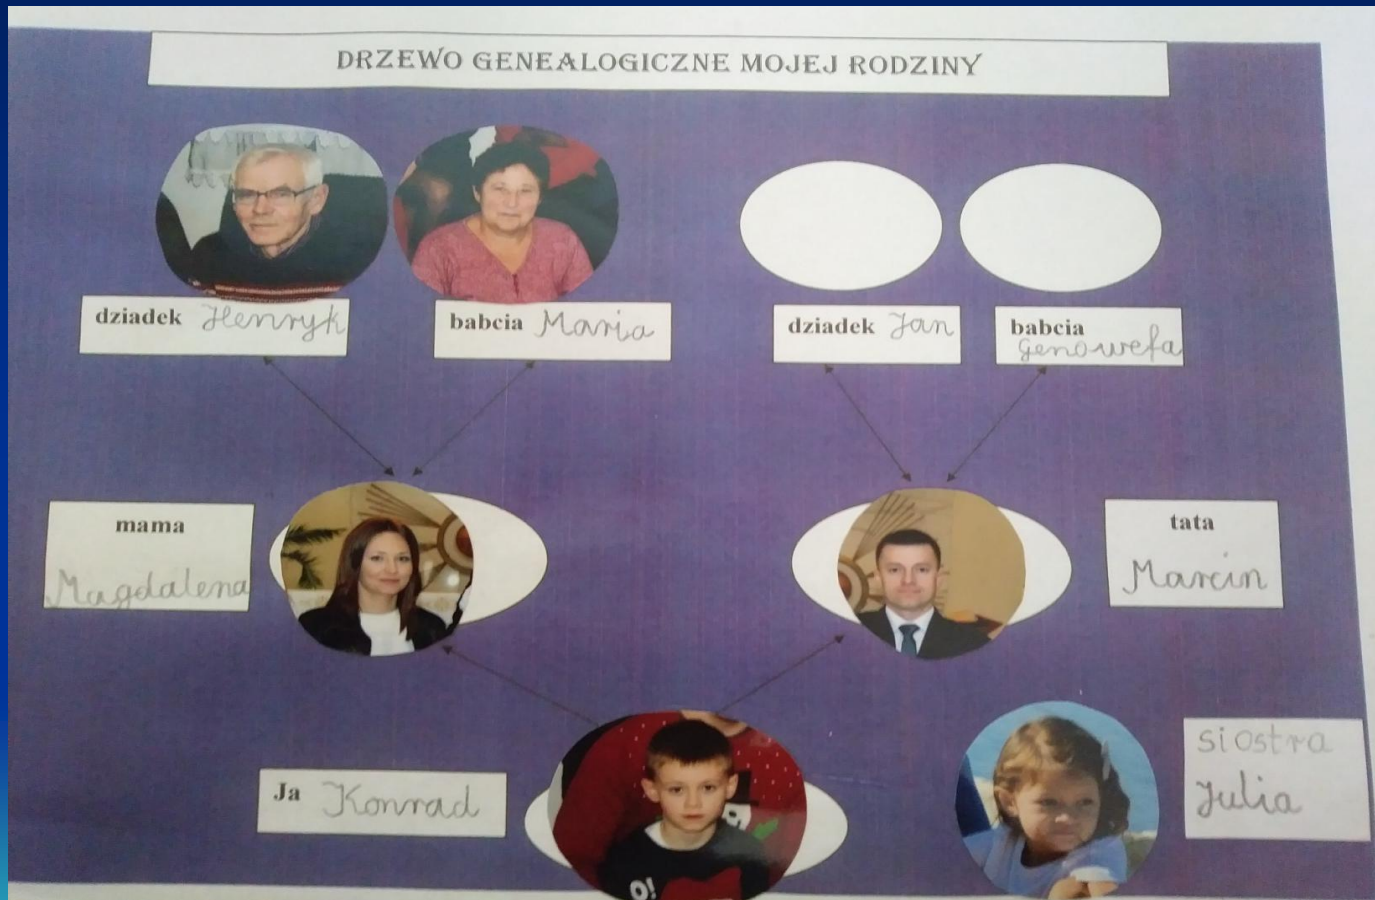 DRZEWO GENEALOGICZNE MOJEJ RODZINY
dziadek Henryk
babcia Maria
dziadek Jan
babcia
Genowefa
mama
Magdalena
tata
Marcin
Ja Konrad
siostra
Julia
O!